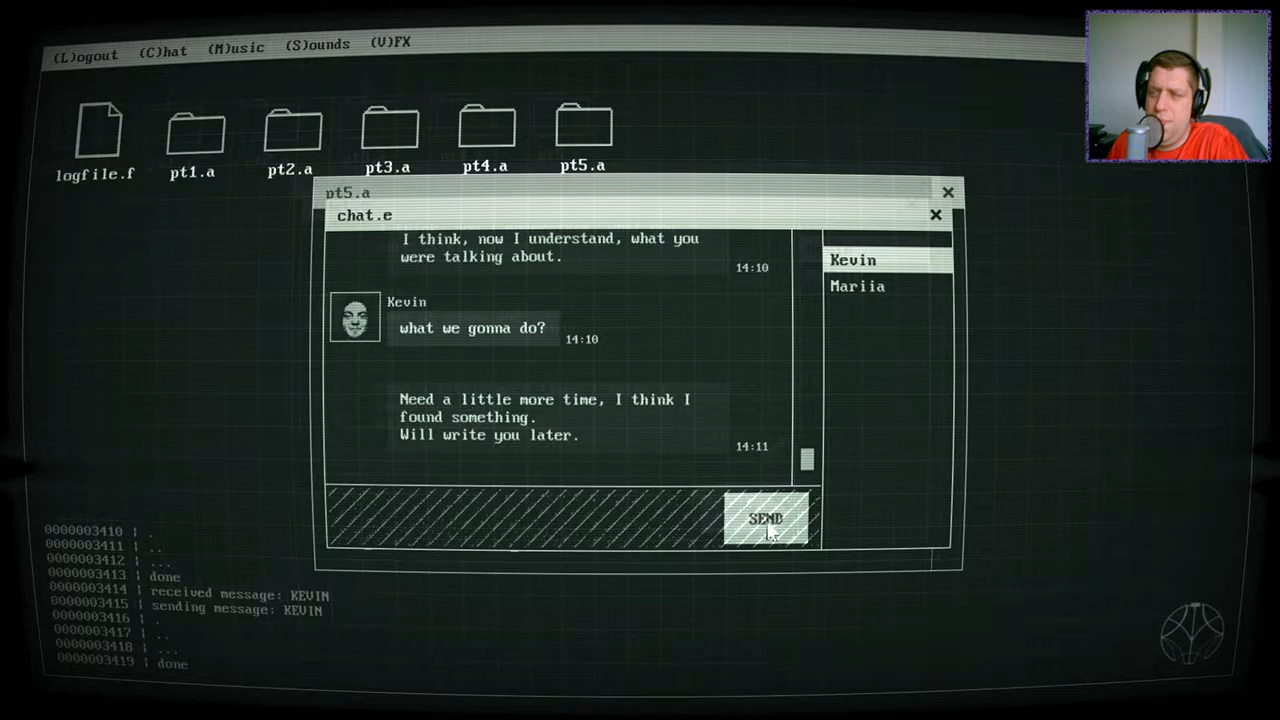 (L)ogout (C)hat (M)usic (S)ounds (V)FX
logfile.f pt1.a pt2.a pt3.a pt4.a pt5.a
pt5.a
chat.e
I think, now I understand, what you
were talking about.
14:10
Kevin
what we gonna do?
14:10
Need a little more time, I think I
found something.
Will write you later.
14:11
SEND
Kevin
Mariia
0000003410 | .
0000003411 | ..
0000003412 | ...
0000003413 | done
0000003414 | received message: KEVIN
0000003415 | sending message: KEVIN
0000003416 | .
0000003417 | ..
0000003418 | ...
0000003419 | done